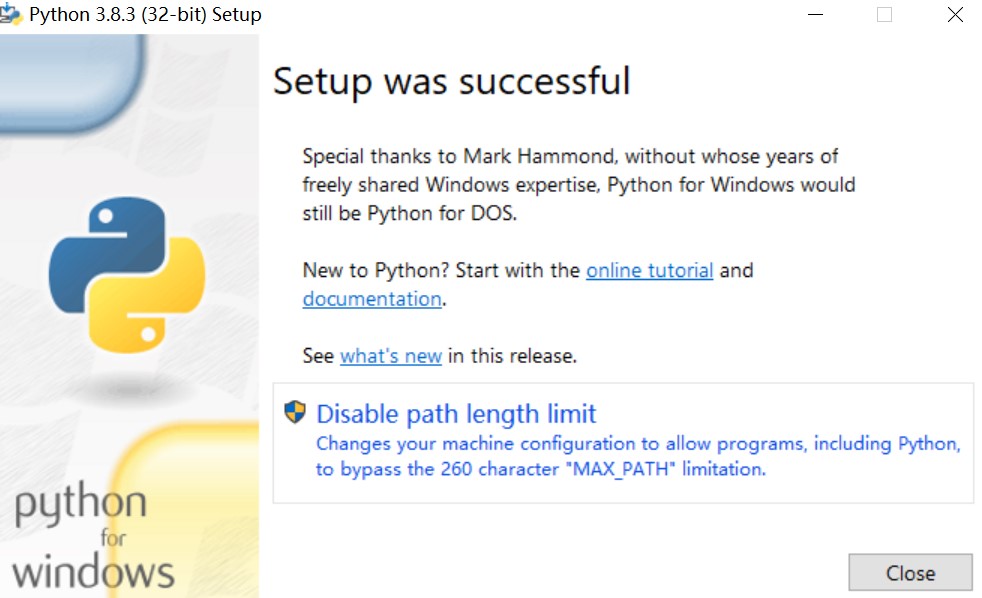 Python 3.8.3 (32-bit) Setup
Setup was successful
Special thanks to Mark Hammond, without whose years of
freely shared Windows expertise, Python for Windows would
still be Python for DOS.
New to Python? Start with the online tutorial and
documentation.
See what's new in this release.
Disable path length limit
Changes your machine configuration to allow programs, including Python,
to bypass the 260 character "MAX_PATH" limitation.
python
for
windows
Close